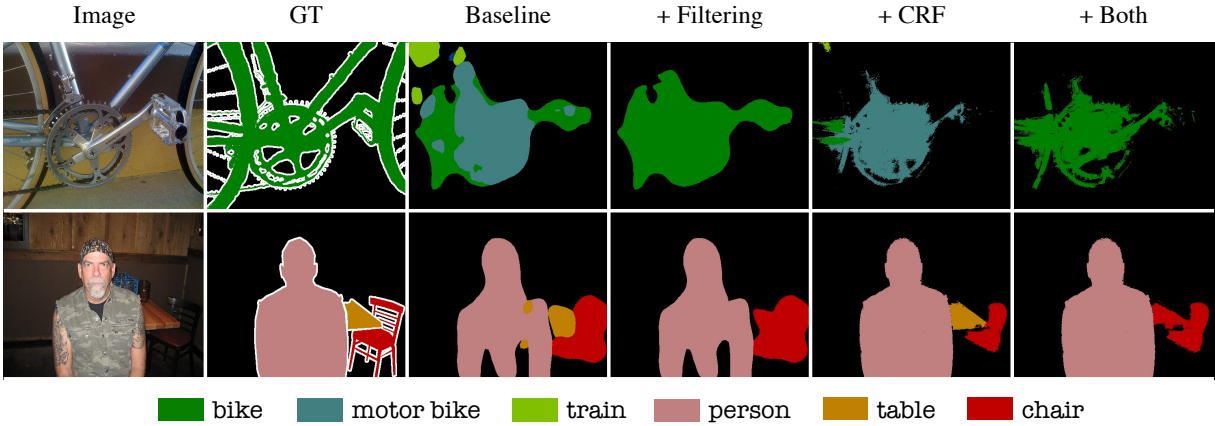 Image GT Baseline + Filtering + CRF + Both
bike motor bike train person table chair